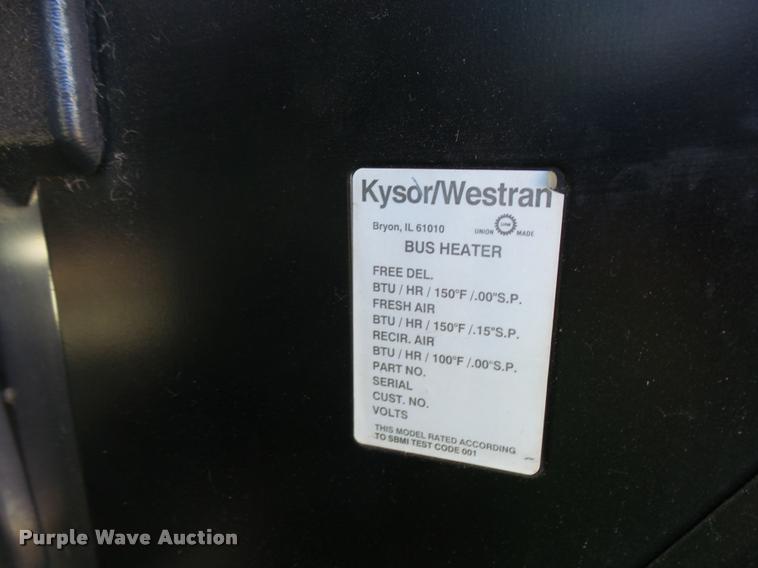 Kysor/Westran
Bryon, IL 61010
UNION UAW MADE
BUS HEATER
FREE DEL.
BTU / HR / 150°F /.00"S.P.
FRESH AIR
BTU / HR / 150°F /.15"S.P.
RECIR. AIR
BTU / HR / 100°F /.00"S.P.
PART NO.
SERIAL
CUST. NO.
VOLTS
THIS MODEL RATED ACCORDING
TO SBMI TEST CODE 001
Purple Wave Auction